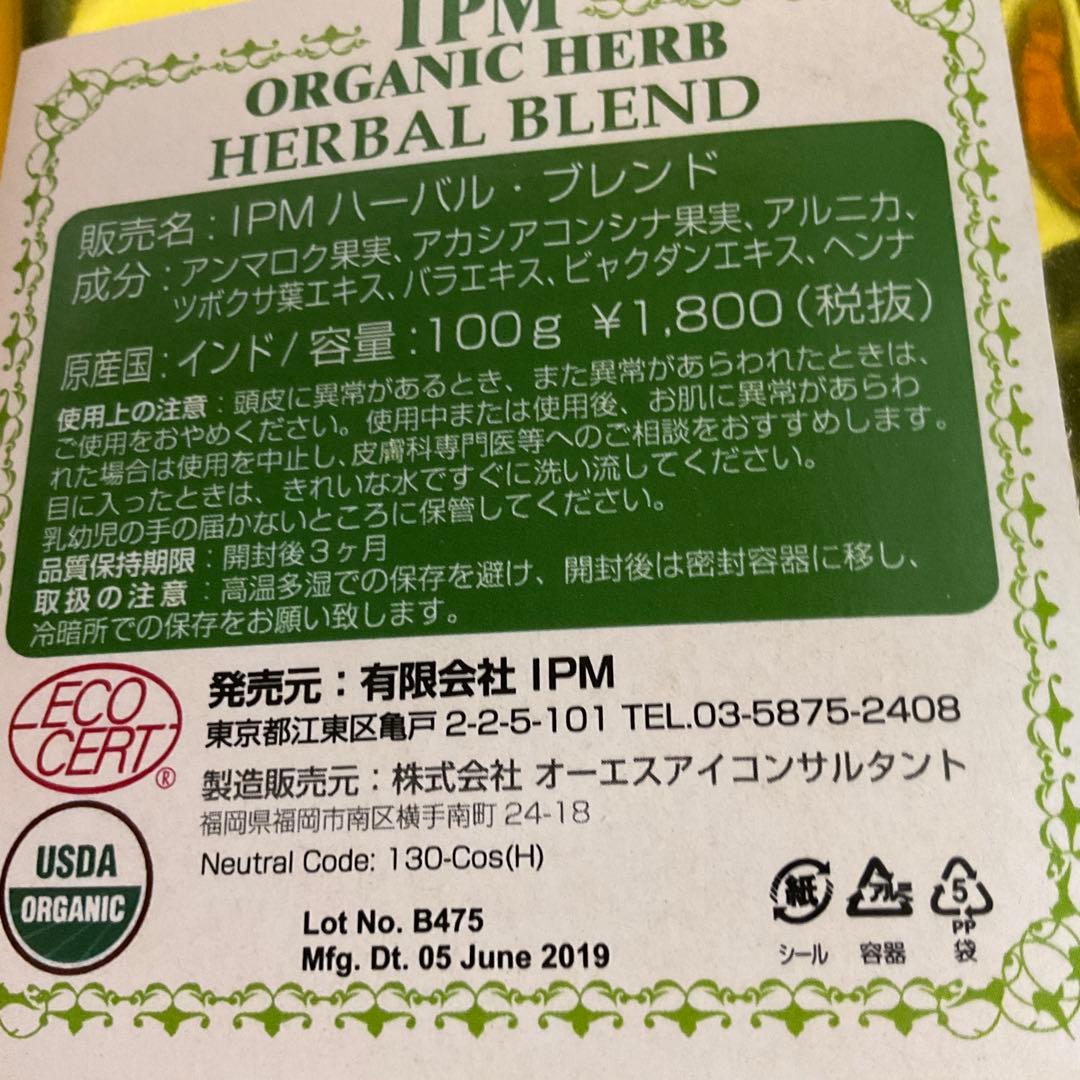 IPM
ORGANIC HERB
HERBAL BLEND
販売名：IPM ハーバル・ブレンド
成分：アンマロク果実、アカシアコンシナ果実、アルニカ、
ツボクサ葉エキス、バラエキス、ビャクダンエキス、ヘンナ
原産国：インド/容量：100g ¥1,800（税抜）
使用上の注意：頭皮に異常があるとき、また異常があらわれたときは、
ご使用をおやめください。使用中または使用後、お肌に異常があらわ
れた場合は使用を中止し、皮膚科専門医等へのご相談をおすすめします。
目に入ったときは、きれいな水ですぐに洗い流してください。
乳幼児の手の届かないところに保管してください。
品質保持期限：開封後3ヶ月
取扱の注意：高温多湿での保存を避け、開封後は密封容器に移し、
冷暗所での保存をお願い致します。
ECO
CERT®
発売元：有限会社 IPM
東京都江東区亀戸 2-2-5-101 TEL.03-5875-2408
製造販売元：株式会社 オーエスアイコンサルタント
福岡県福岡市南区横手南町 24-18
Neutral Code: 130-Cos(H)
USDA
ORGANIC
Lot No. B475
Mfg. Dt. 05 June 2019
紙 アルミ 5
PP
シール 容器 袋